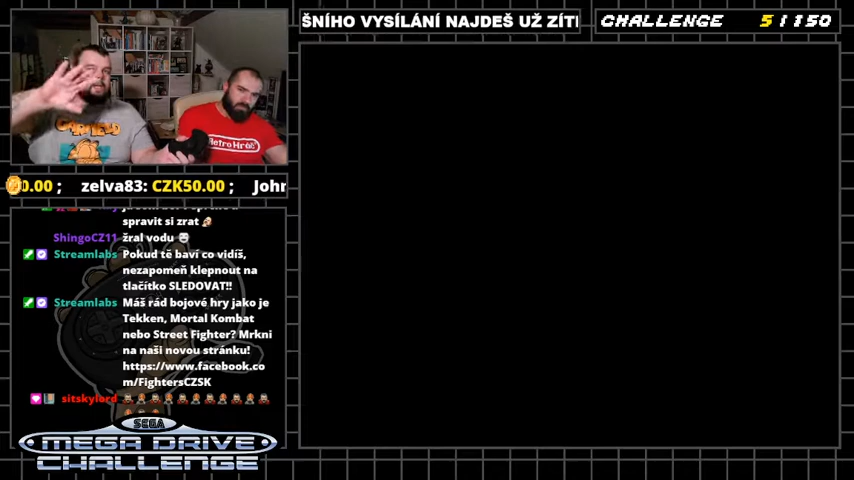 ŠNÍHO VYSÍLÁNÍ NAJDEŠ UŽ ZÍT
CHALLENGE 5/150
GARFIELD
Retro Hráč
0.00 ; zelva83: CZK50.00 ; John
spravit si zrat
ShingoCZ11 žral vodu
Streamlabs Pokud tě baví co vidíš,
nezapomeň klepnout na
tlačítko SLEDOVAT!!
Streamlabs Máš rád bojové hry jako je
Tekken, Mortal Kombat
nebo Street Fighter? Mrkni
na naši novou stránku!
https://www.facebook.co
m/FightersCZSK
sitskylord
SEGA
MEGA DRIVE
CHALLENGE